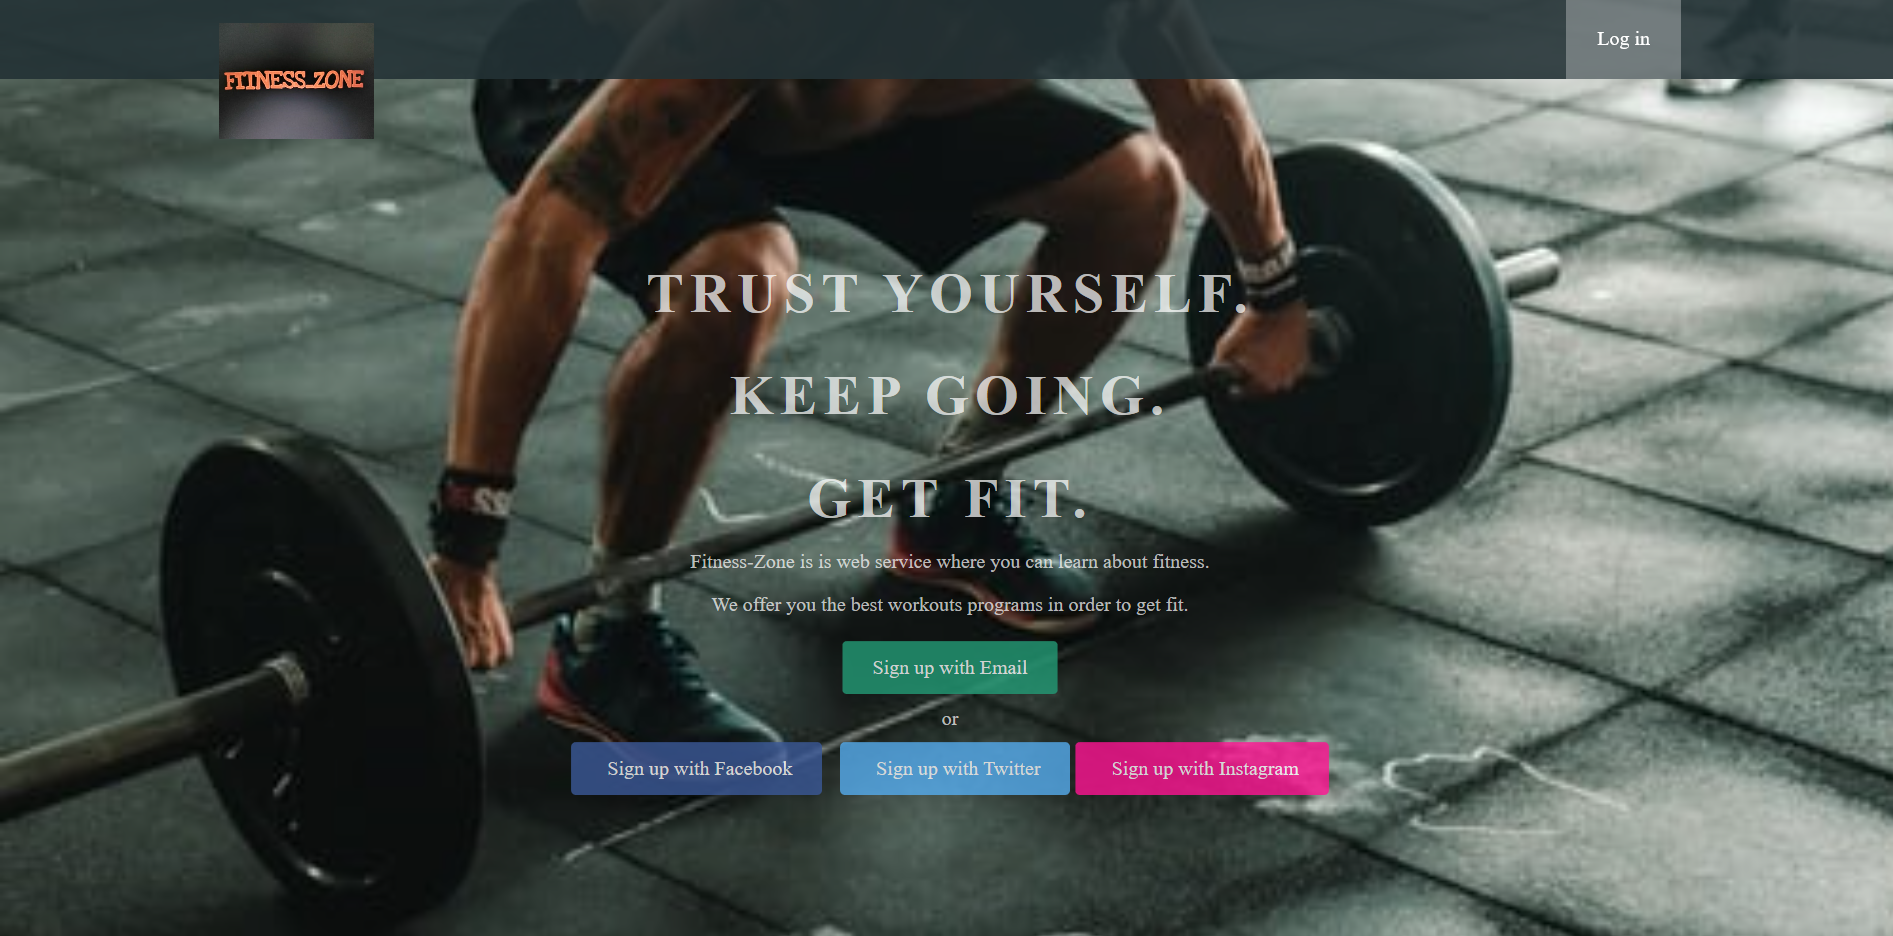 FITNESS_ZONE
Log in
TRUST YOURSELF.
KEEP GOING.
GET FIT.
Fitness-Zone is is web service where you can learn about fitness.
We offer you the best workouts programs in order to get fit.
Sign up with Email
or
Sign up with Facebook
Sign up with Twitter
Sign up with Instagram